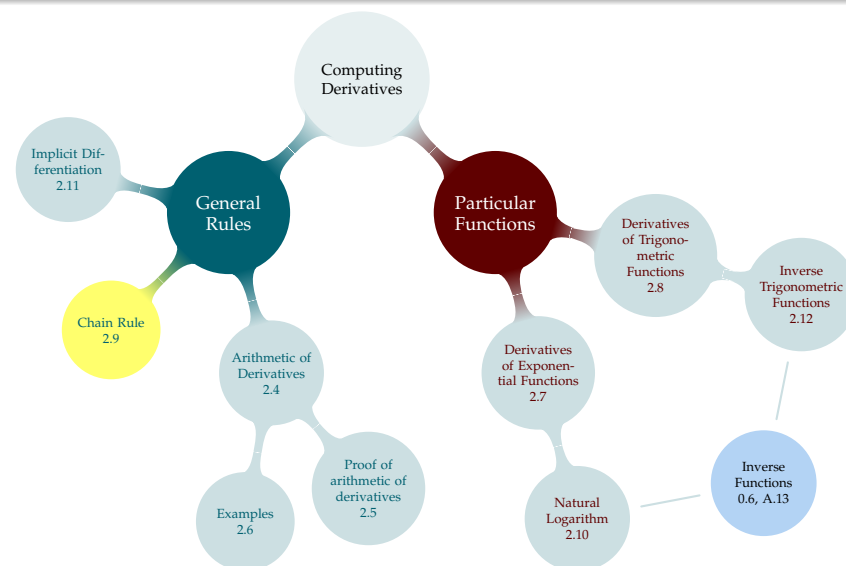 Computing
Derivatives
General
Rules
Particular
Functions
Implicit Dif-
ferentiation
2.11
Chain Rule
2.9
Arithmetic of
Derivatives
2.4
Examples
2.6
Proof of
arithmetic of
derivatives
2.5
Derivatives
of Trigono-
metric
Functions
2.8
Inverse
Trigonometric
Functions
2.12
Derivatives
of Exponen-
tial Functions
2.7
Natural
Logarithm
2.10
Inverse
Functions
0.6, A.13